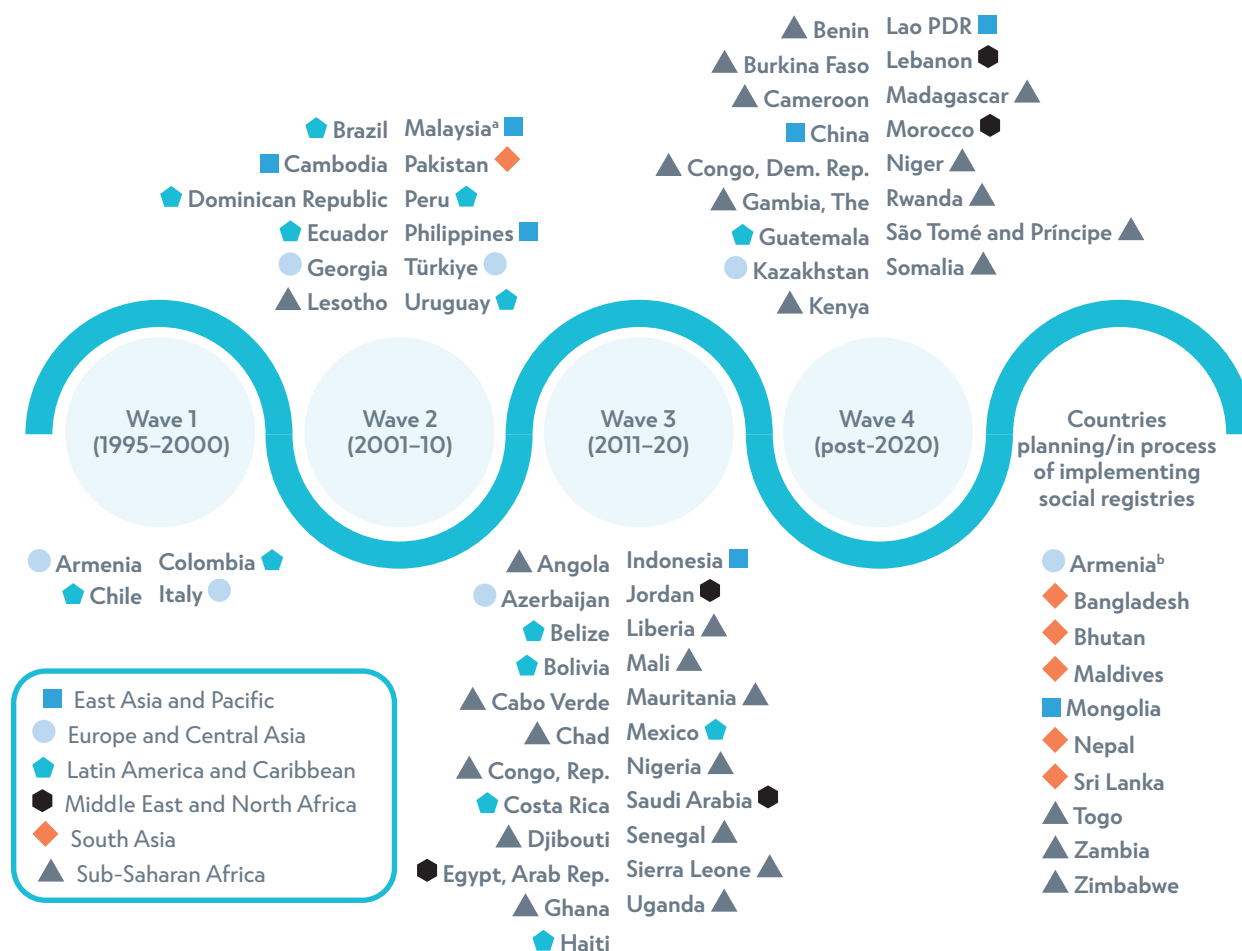 Benin
Burkina Faso
Cameroon
China
Congo, Dem. Rep.
Gambia, The
Guatemala
Kazakhstan
Kenya
Lao PDR
Lebanon
Madagascar
Morocco
Niger
Rwanda
São Tomé and Príncipe
Somalia
Brazil
Cambodia
Dominican Republic
Ecuador
Georgia
Lesotho
Malaysiaᵃ
Pakistan
Peru
Philippines
Türkiye
Uruguay
Wave 1
(1995–2000)
Wave 2
(2001–10)
Wave 3
(2011–20)
Wave 4
(post-2020)
Countries
planning/in process
of implementing
social registries
Armenia
Chile
Colombia
Italy
Angola
Azerbaijan
Belize
Bolivia
Cabo Verde
Chad
Congo, Rep.
Costa Rica
Djibouti
Egypt, Arab Rep.
Ghana
Haiti
Indonesia
Jordan
Liberia
Mali
Mauritania
Mexico
Nigeria
Saudi Arabia
Senegal
Sierra Leone
Uganda
Armeniaᵇ
Bangladesh
Bhutan
Maldives
Mongolia
Nepal
Sri Lanka
Togo
Zambia
Zimbabwe
East Asia and Pacific
Europe and Central Asia
Latin America and Caribbean
Middle East and North Africa
South Asia
Sub-Saharan Africa